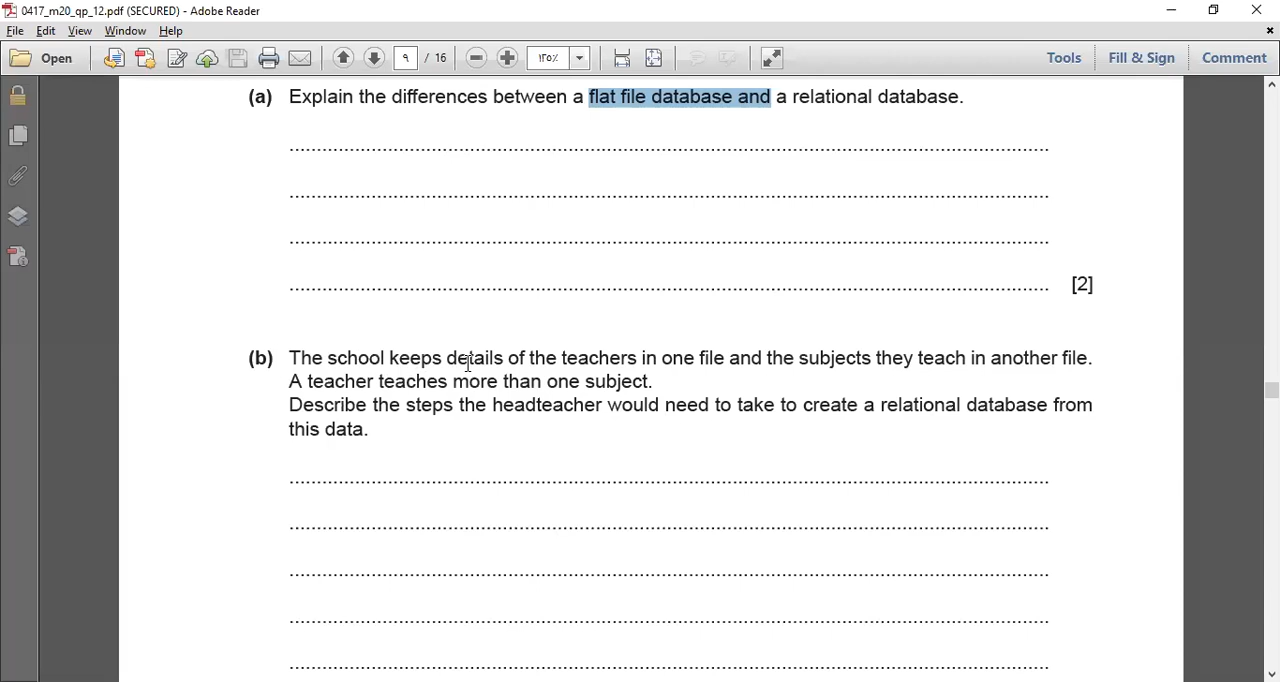 0417_m20_qp_12.pdf (SECURED) - Adobe Reader
File Edit View Window Help
Open ٩ / 16 ١٢٥٪ Tools Fill & Sign Comment
(a) Explain the differences between a flat file database and a relational database.
................................................................................................................................
................................................................................................................................
................................................................................................................................
................................................................................................................................ [2]
(b) The school keeps details of the teachers in one file and the subjects they teach in another file.
A teacher teaches more than one subject.
Describe the steps the headteacher would need to take to create a relational database from
this data.
................................................................................................................................
................................................................................................................................
................................................................................................................................
................................................................................................................................
................................................................................................................................